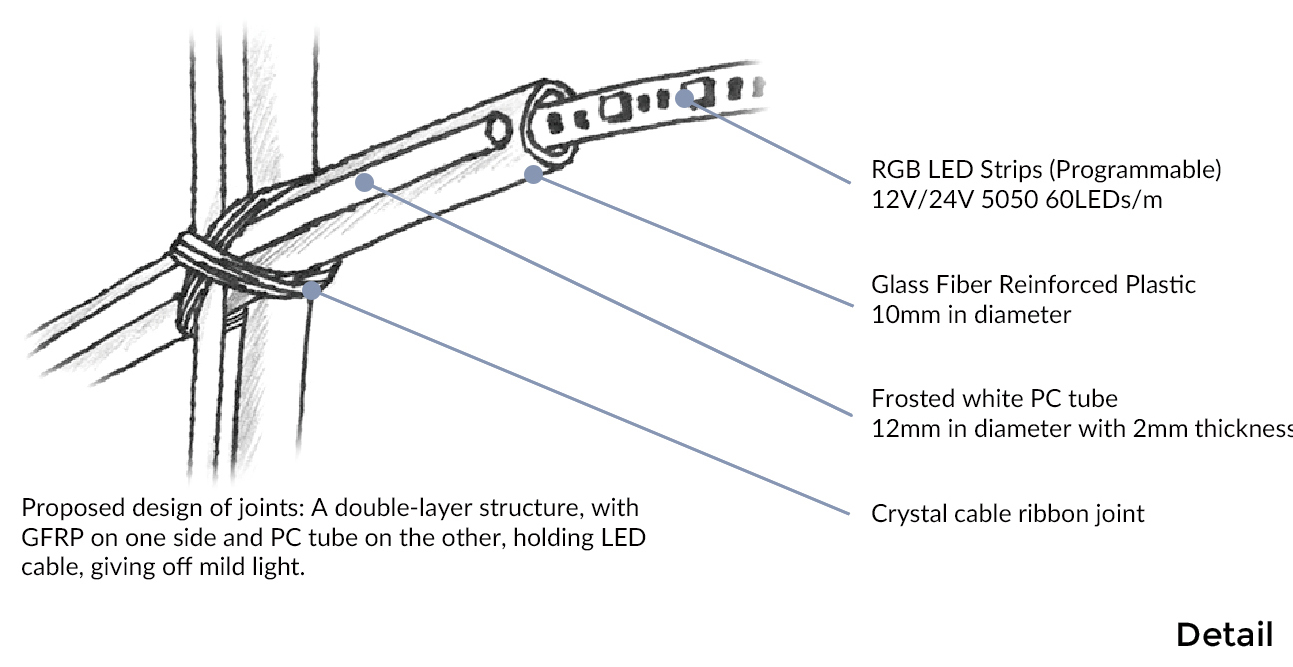 RGB LED Strips (Programmable)
12V/24V 5050 60LEDs/m
Glass Fiber Reinforced Plastic
10mm in diameter
Frosted white PC tube
12mm in diameter with 2mm thickness
Crystal cable ribbon joint
Proposed design of joints: A double-layer structure, with
GFRP on one side and PC tube on the other, holding LED
cable, giving off mild light.
Detail